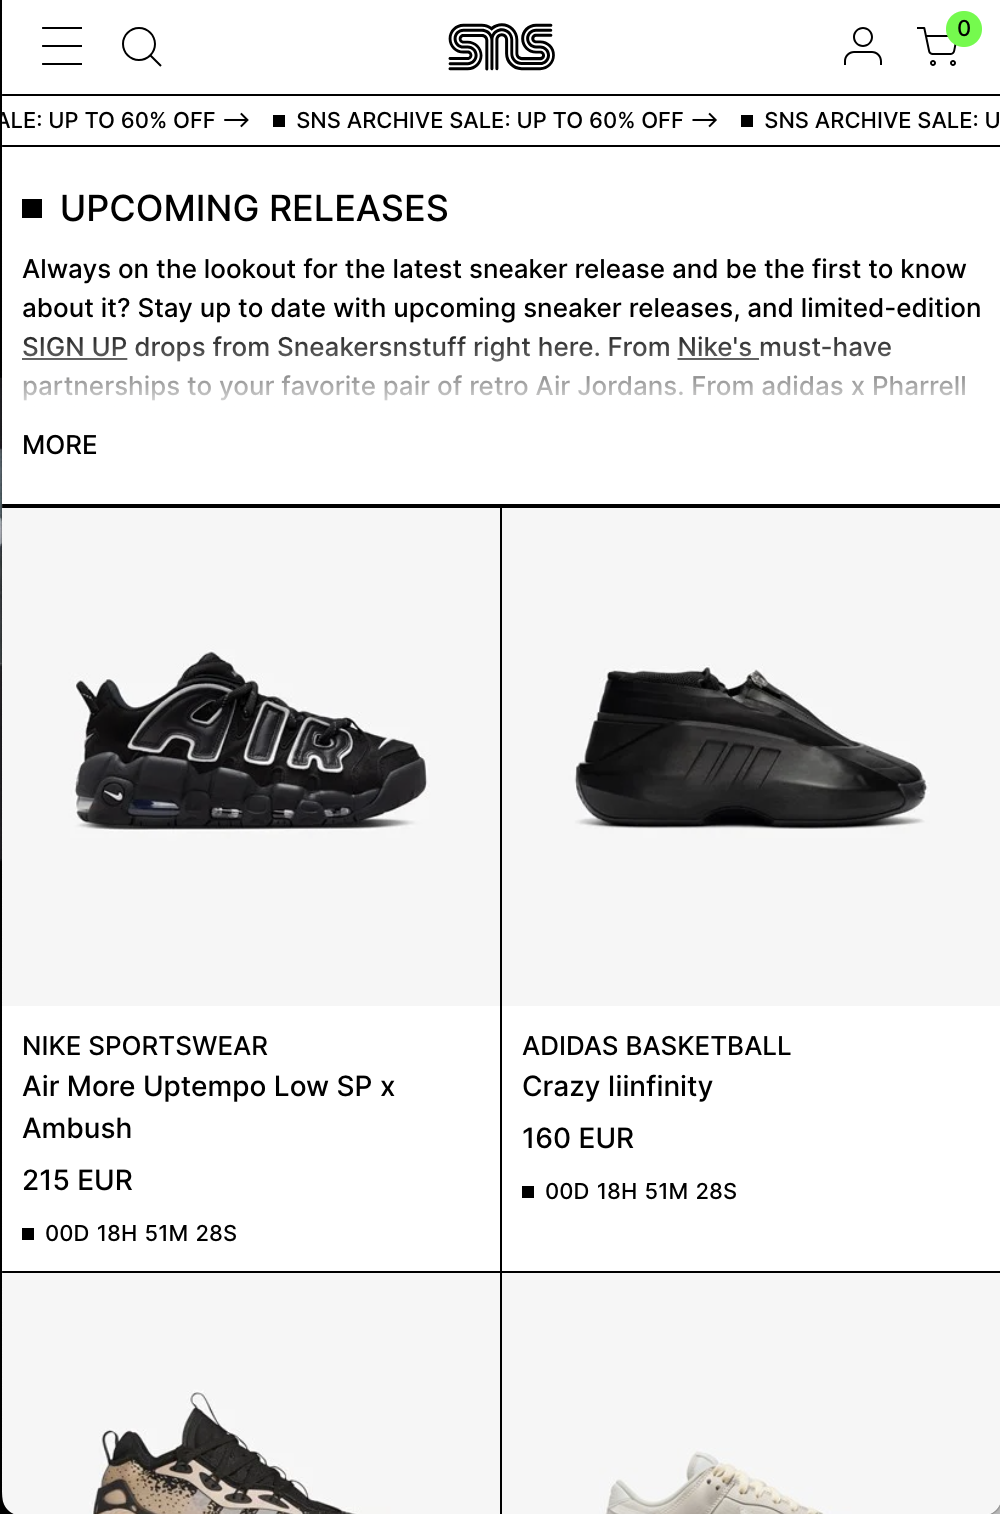 sns
0
ALE: UP TO 60% OFF → ■ SNS ARCHIVE SALE: UP TO 60% OFF → ■ SNS ARCHIVE SALE: U
■ UPCOMING RELEASES
Always on the lookout for the latest sneaker release and be the first to know
about it? Stay up to date with upcoming sneaker releases, and limited-edition
SIGN UP drops from Sneakersnstuff right here. From Nike's must-have
partnerships to your favorite pair of retro Air Jordans. From adidas x Pharrell
MORE
AIR
NIKE SPORTSWEAR
Air More Uptempo Low SP x
Ambush
215 EUR
■ 00D 18H 51M 28S
ADIDAS BASKETBALL
Crazy Iiinfinity
160 EUR
■ 00D 18H 51M 28S